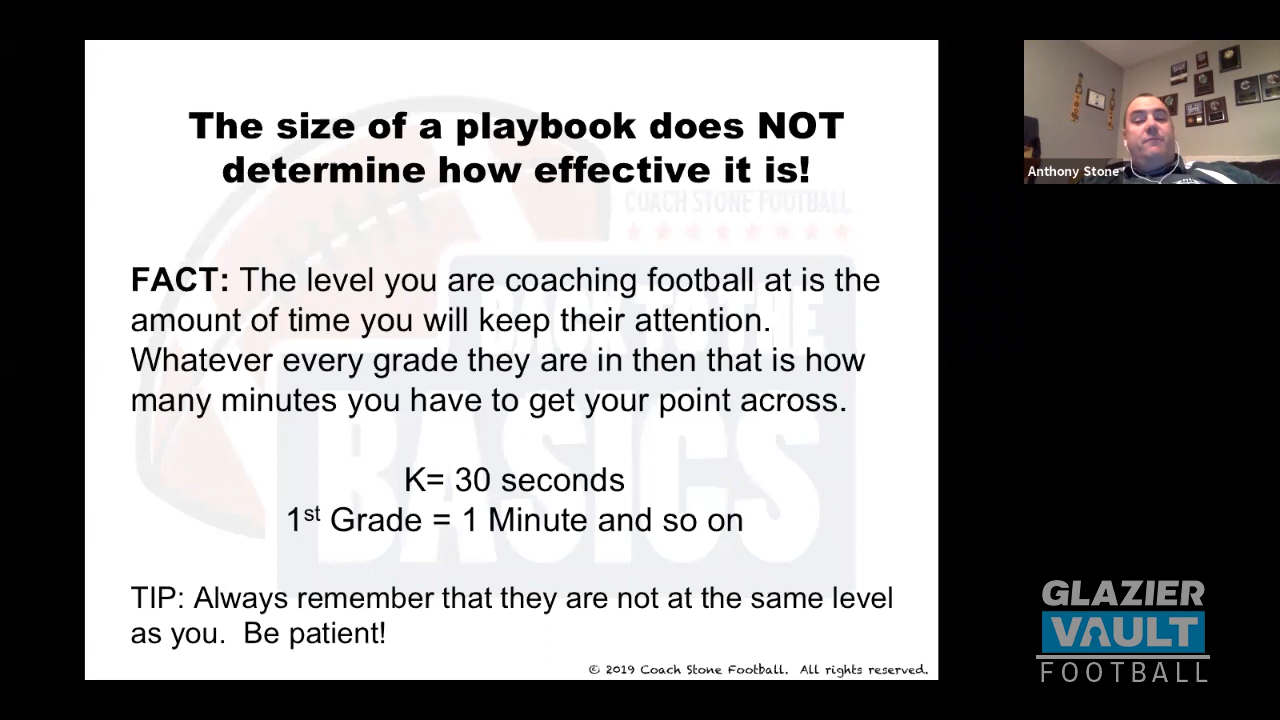 The size of a playbook does NOT
determine how effective it is!
COACH STONE FOOTBALL
BACK TO THE
BASICS
FACT: The level you are coaching football at is the
amount of time you will keep their attention.
Whatever every grade they are in then that is how
many minutes you have to get your point across.
K= 30 seconds
1st Grade = 1 Minute and so on
TIP: Always remember that they are not at the same level
as you. Be patient!
© 2019 Coach Stone Football. All rights reserved.
Anthony Stone
GLAZIER
VAULT
FOOTBALL